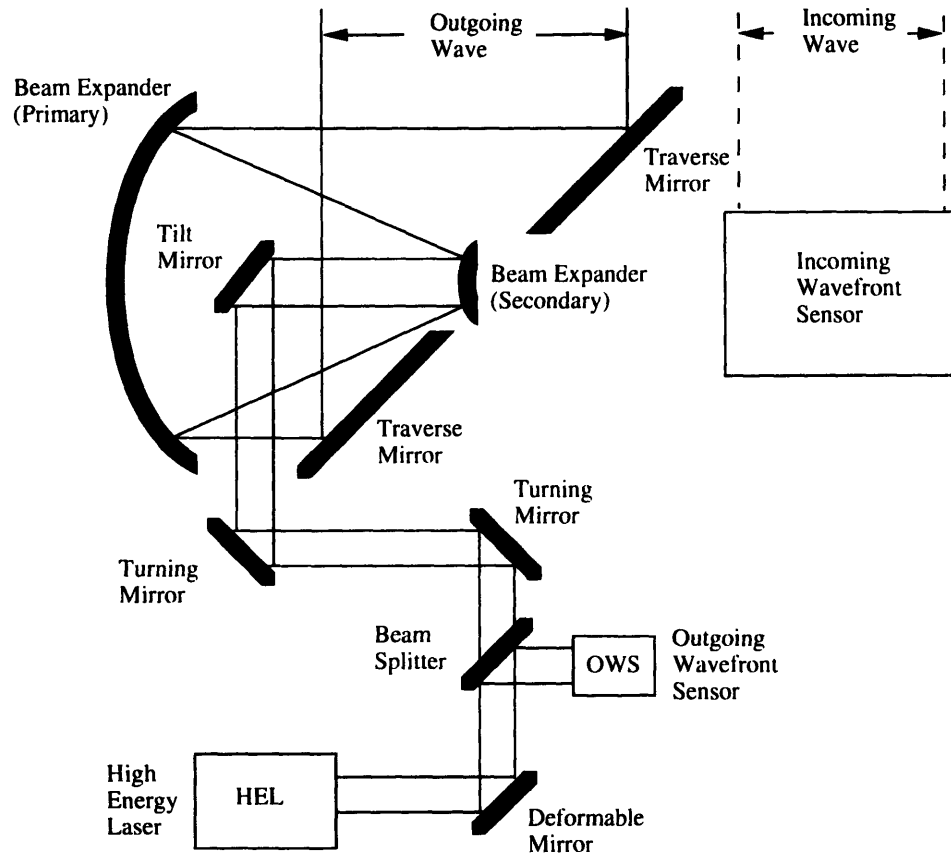 Outgoing
Wave
Incoming
Wave
Beam Expander
(Primary)
Traverse
Mirror
Tilt
Mirror
Beam Expander
(Secondary)
Incoming
Wavefront
Sensor
Traverse
Mirror
Turning
Mirror
Turning
Mirror
Beam
Splitter
OWS
Outgoing
Wavefront
Sensor
High
Energy
Laser
HEL
Deformable
Mirror